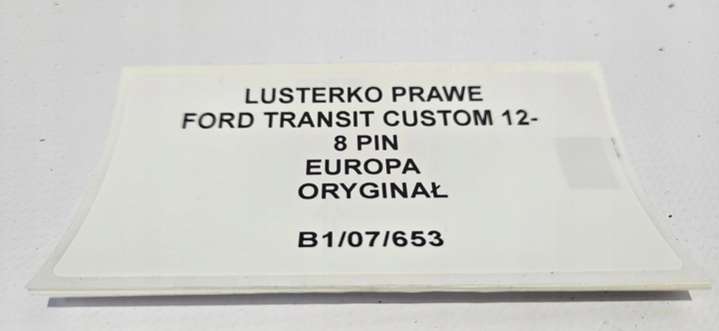 LUSTERKO PRAWE
FORD TRANSIT CUSTOM 12-
8 PIN
EUROPA
ORYGINAŁ
B1/07/653